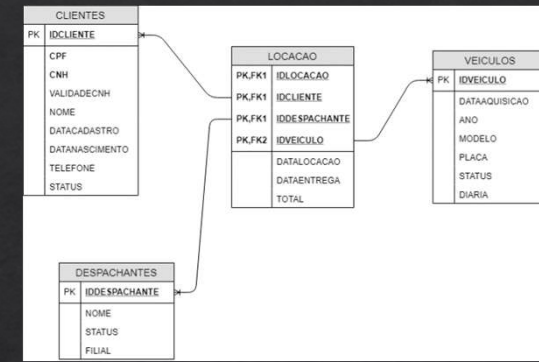 CLIENTES
PK IDCLIENTE
CPF
CNH
VALIDADECNH
NOME
DATACADASTRO
DATANASCIMENTO
TELEFONE
STATUS
LOCACAO
PK,FK1 IDLOCACAO
PK,FK1 IDCLIENTE
PK,FK1 IDDESPACHANTE
PK,FK2 IDVEICULO
DATALOCACAO
DATAENTREGA
TOTAL
VEICULOS
PK IDVEICULO
DATAAQUISICAO
ANO
MODELO
PLACA
STATUS
DIARIA
DESPACHANTES
PK IDDESPACHANTE
NOME
STATUS
FILIAL